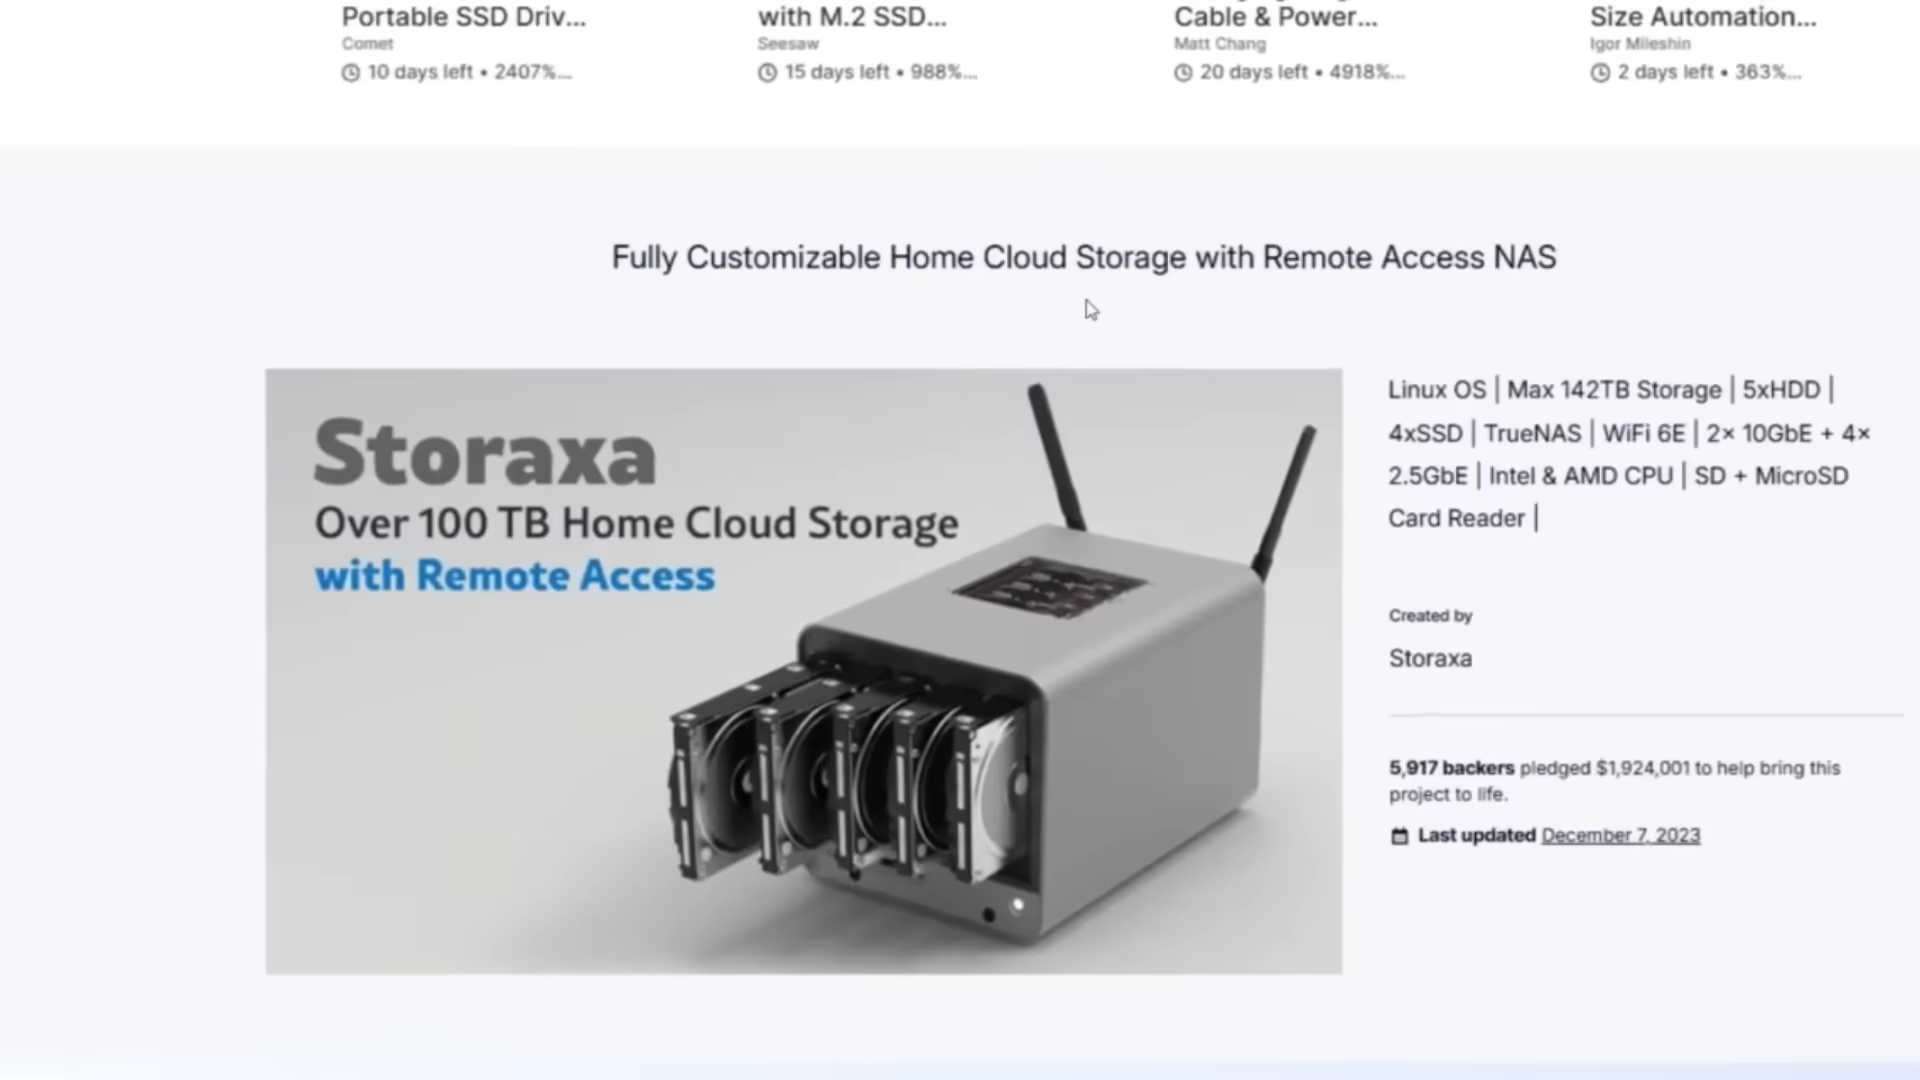 Portable SSD Driv...
Comet
10 days left • 2407%...
with M.2 SSD...
Seesaw
15 days left • 988%...
Cable & Power...
Matt Chang
20 days left • 4918%...
Size Automation...
Igor Mileshin
2 days left • 363%...
Fully Customizable Home Cloud Storage with Remote Access NAS
Storaxa
Over 100 TB Home Cloud Storage
with Remote Access
Linux OS | Max 142TB Storage | 5xHDD |
4xSSD | TrueNAS | WiFi 6E | 2× 10GbE + 4×
2.5GbE | Intel & AMD CPU | SD + MicroSD
Card Reader |
Created by
Storaxa
5,917 backers pledged $1,924,001 to help bring this
project to life.
Last updated December 7, 2023